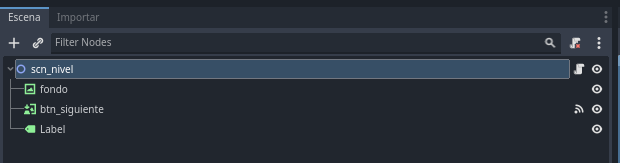 Escena Importar
Filter Nodes
scn_nivel
fondo
btn_siguiente
Label